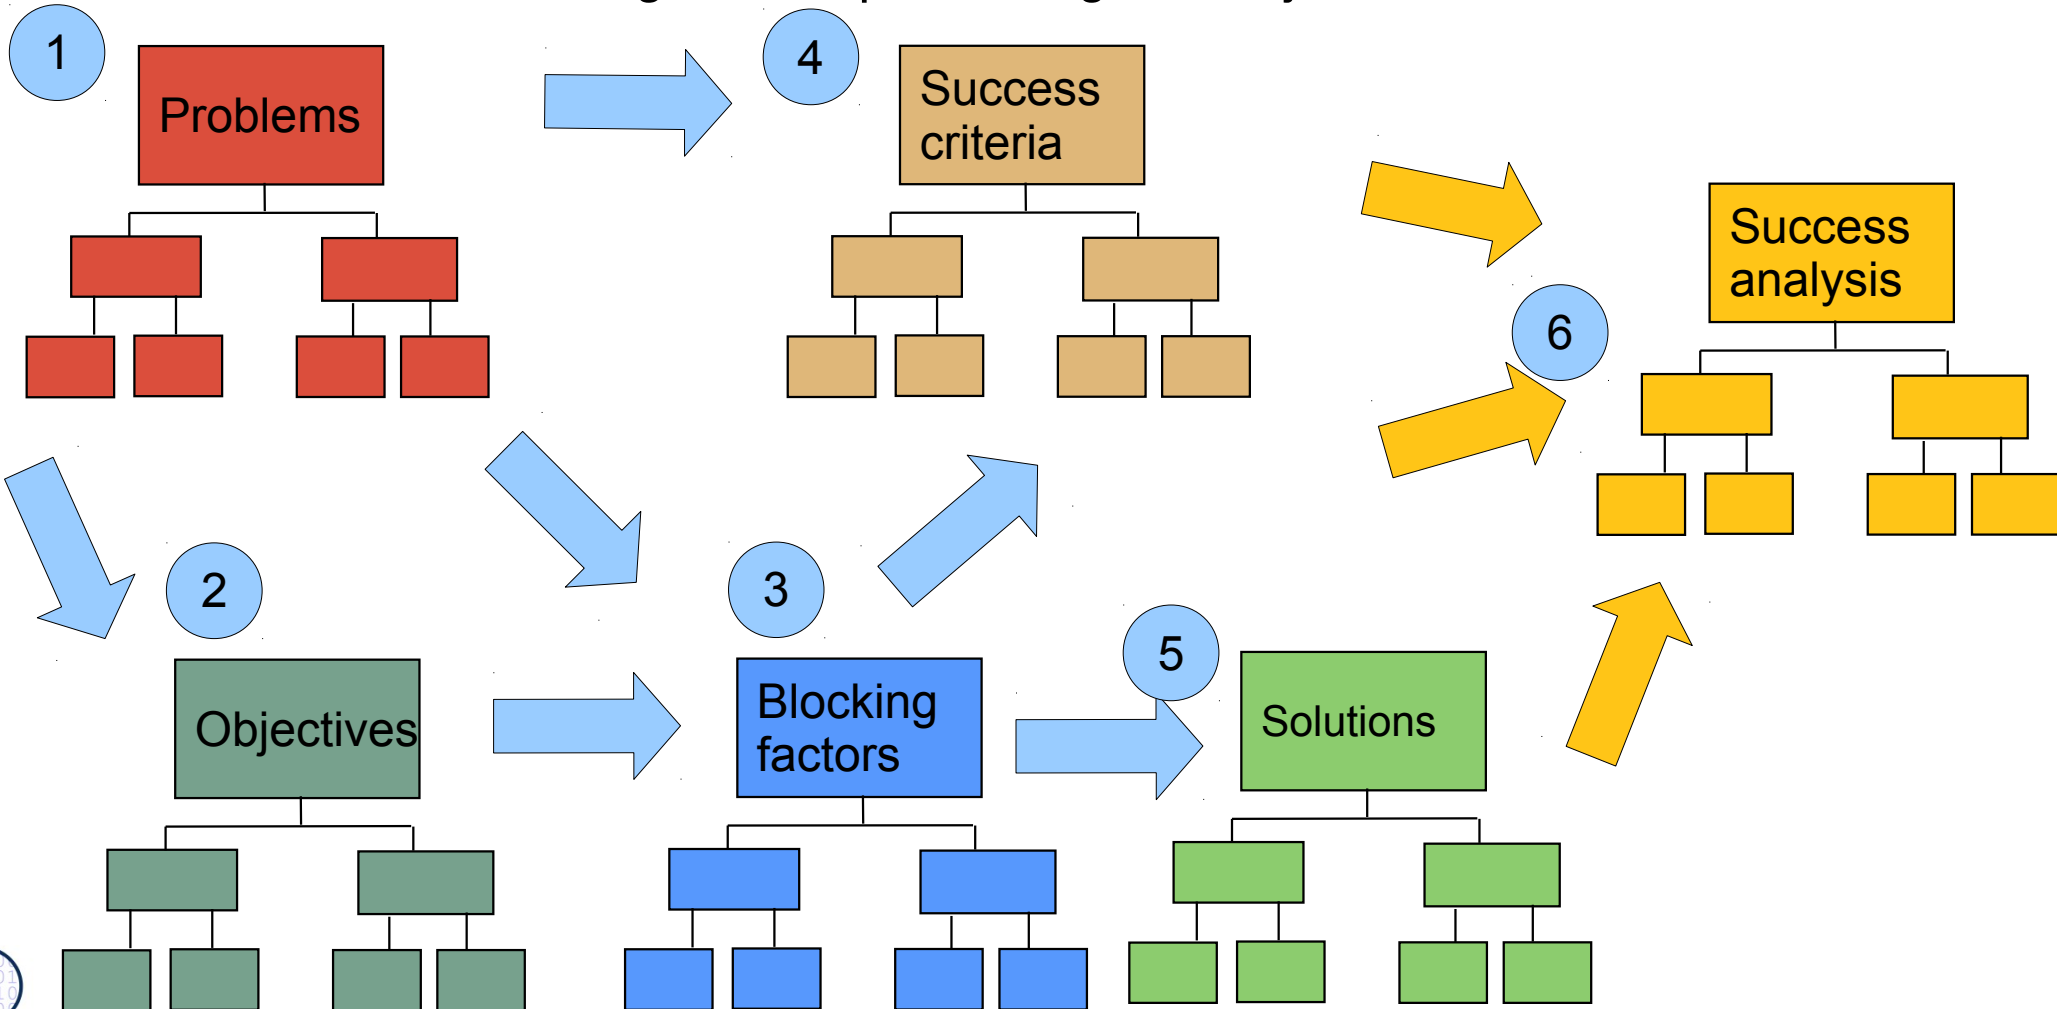 1
Problems
4
Success
criteria
Success
analysis
6
2
Objectives
3
Blocking
factors
5
Solutions